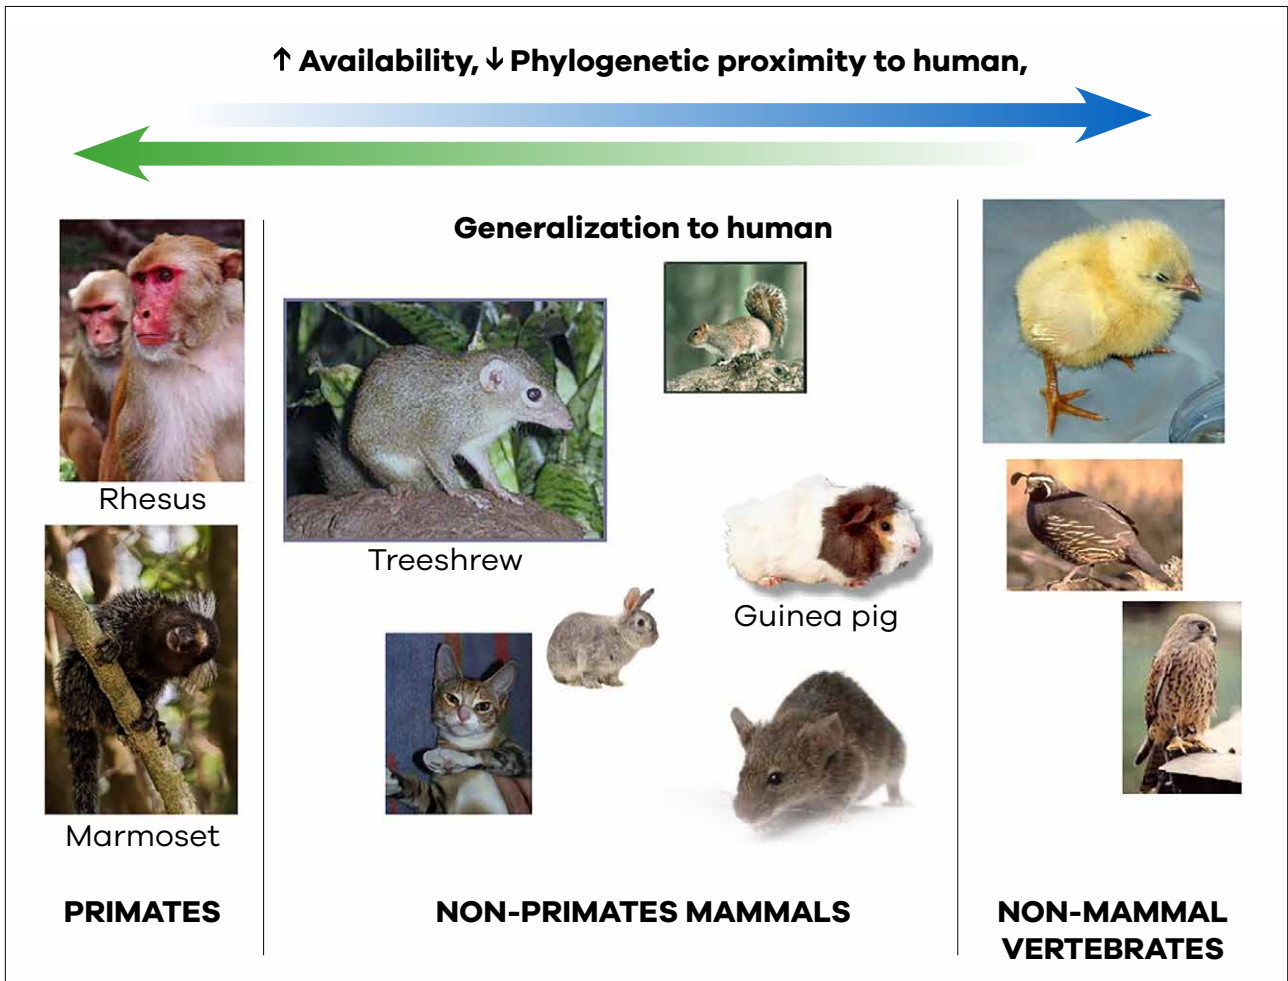 ↑ Availability, ↓ Phylogenetic proximity to human,
Generalization to human
Rhesus
Treeshrew
Guinea pig
Marmoset
PRIMATES
NON-PRIMATES MAMMALS
NON-MAMMAL
VERTEBRATES